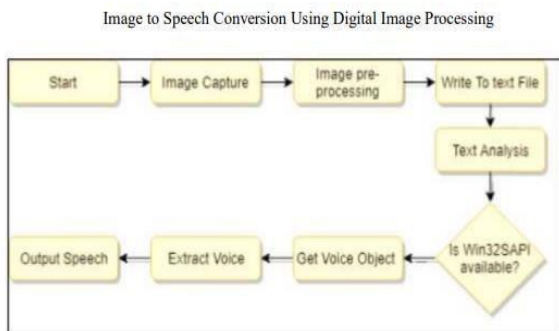 Image to Speech Conversion Using Digital Image Processing
Start
Image Capture
Image pre-
processing
Write To text File
Text Analysis
Is Win32SAPI
available?
Get Voice Object
Extract Voice
Output Speech